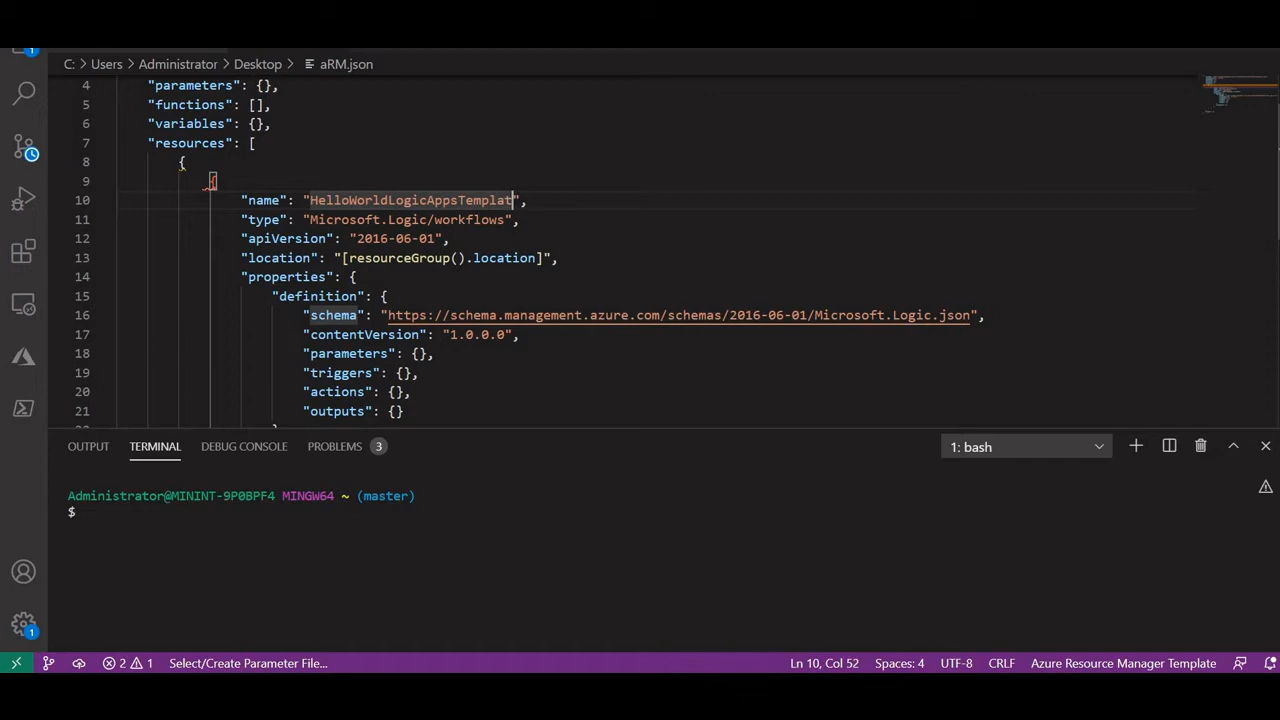 1
C: > Users > Administrator > Desktop > aRM.json
4 "parameters": {},
5 "functions": [],
6 "variables": {},
7 "resources": [
8 {
9 {
10 "name": "HelloWorldLogicAppsTemplat",
11 "type": "Microsoft.Logic/workflows",
12 "apiVersion": "2016-06-01",
13 "location": "[resourceGroup().location]",
14 "properties": {
15 "definition": {
16 "schema": "https://schema.management.azure.com/schemas/2016-06-01/Microsoft.Logic.json",
17 "contentVersion": "1.0.0.0",
18 "parameters": {},
19 "triggers": {},
20 "actions": {},
21 "outputs": {}
OUTPUT TERMINAL DEBUG CONSOLE PROBLEMS 3 1: bash
Administrator@MININT-9P0BPF4 MINGW64 ~ (master)
$
1
2 1 Select/Create Parameter File... Ln 10, Col 52 Spaces: 4 UTF-8 CRLF Azure Resource Manager Template